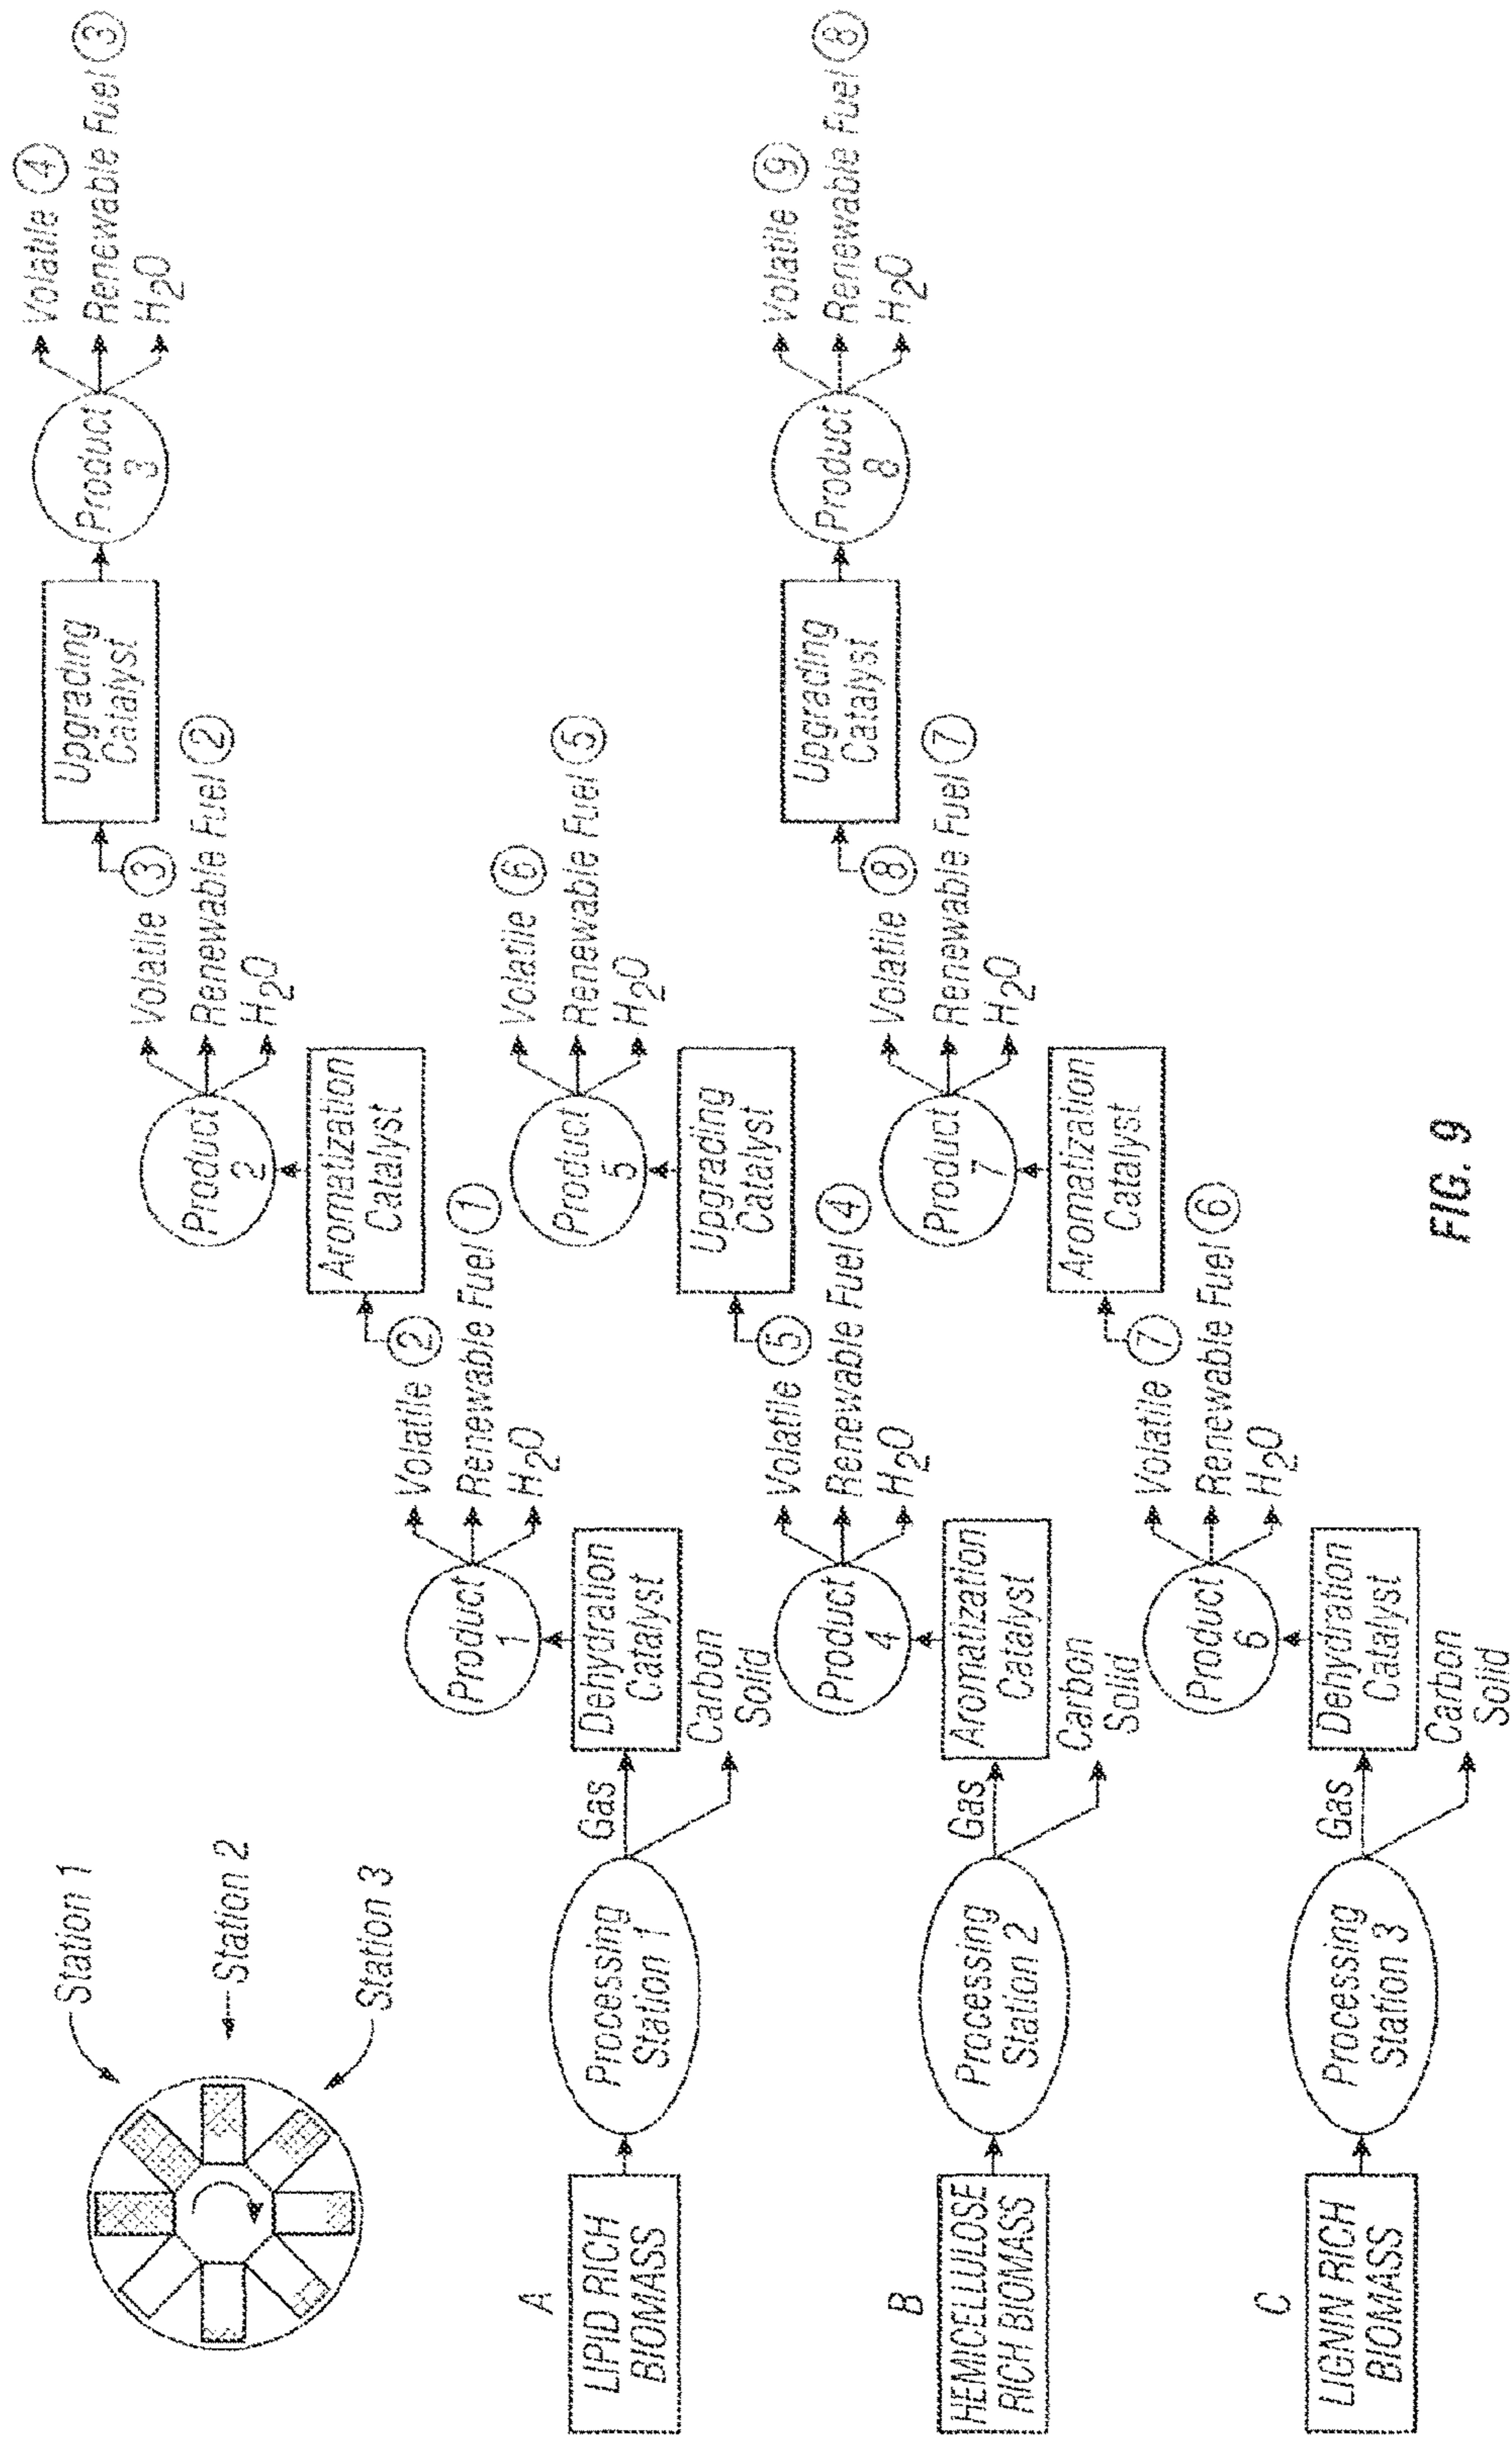 Station 1
Station 2
Station 3
A
LIPID RICH
BIOMASS
Processing
Station 1
Gas
Carbon
Solid
Dehydration
Catalyst
Product
1
Volatile 2
Renewable Fuel 1
H2O
Aromatization
Catalyst
Product
2
Volatile 3
Renewable Fuel 2
H2O
Upgrading
Catalyst
Product
3
Volatile 4
Renewable Fuel 3
H2O
B
HEMICELLULOSE
RICH BIOMASS
Processing
Station 2
Gas
Carbon
Solid
Aromatization
Catalyst
Product
4
Volatile 5
Renewable Fuel 4
H2O
Upgrading
Catalyst
Product
5
Volatile 6
Renewable Fuel 5
H2O
C
LIGNIN RICH
BIOMASS
Processing
Station 3
Gas
Carbon
Solid
Dehydration
Catalyst
Product
6
Volatile 7
Renewable Fuel 6
H2O
Aromatization
Catalyst
Product
7
Volatile 8
Renewable Fuel 7
H2O
Upgrading
Catalyst
Product
8
Volatile 9
Renewable Fuel 8
H2O
FIG. 9